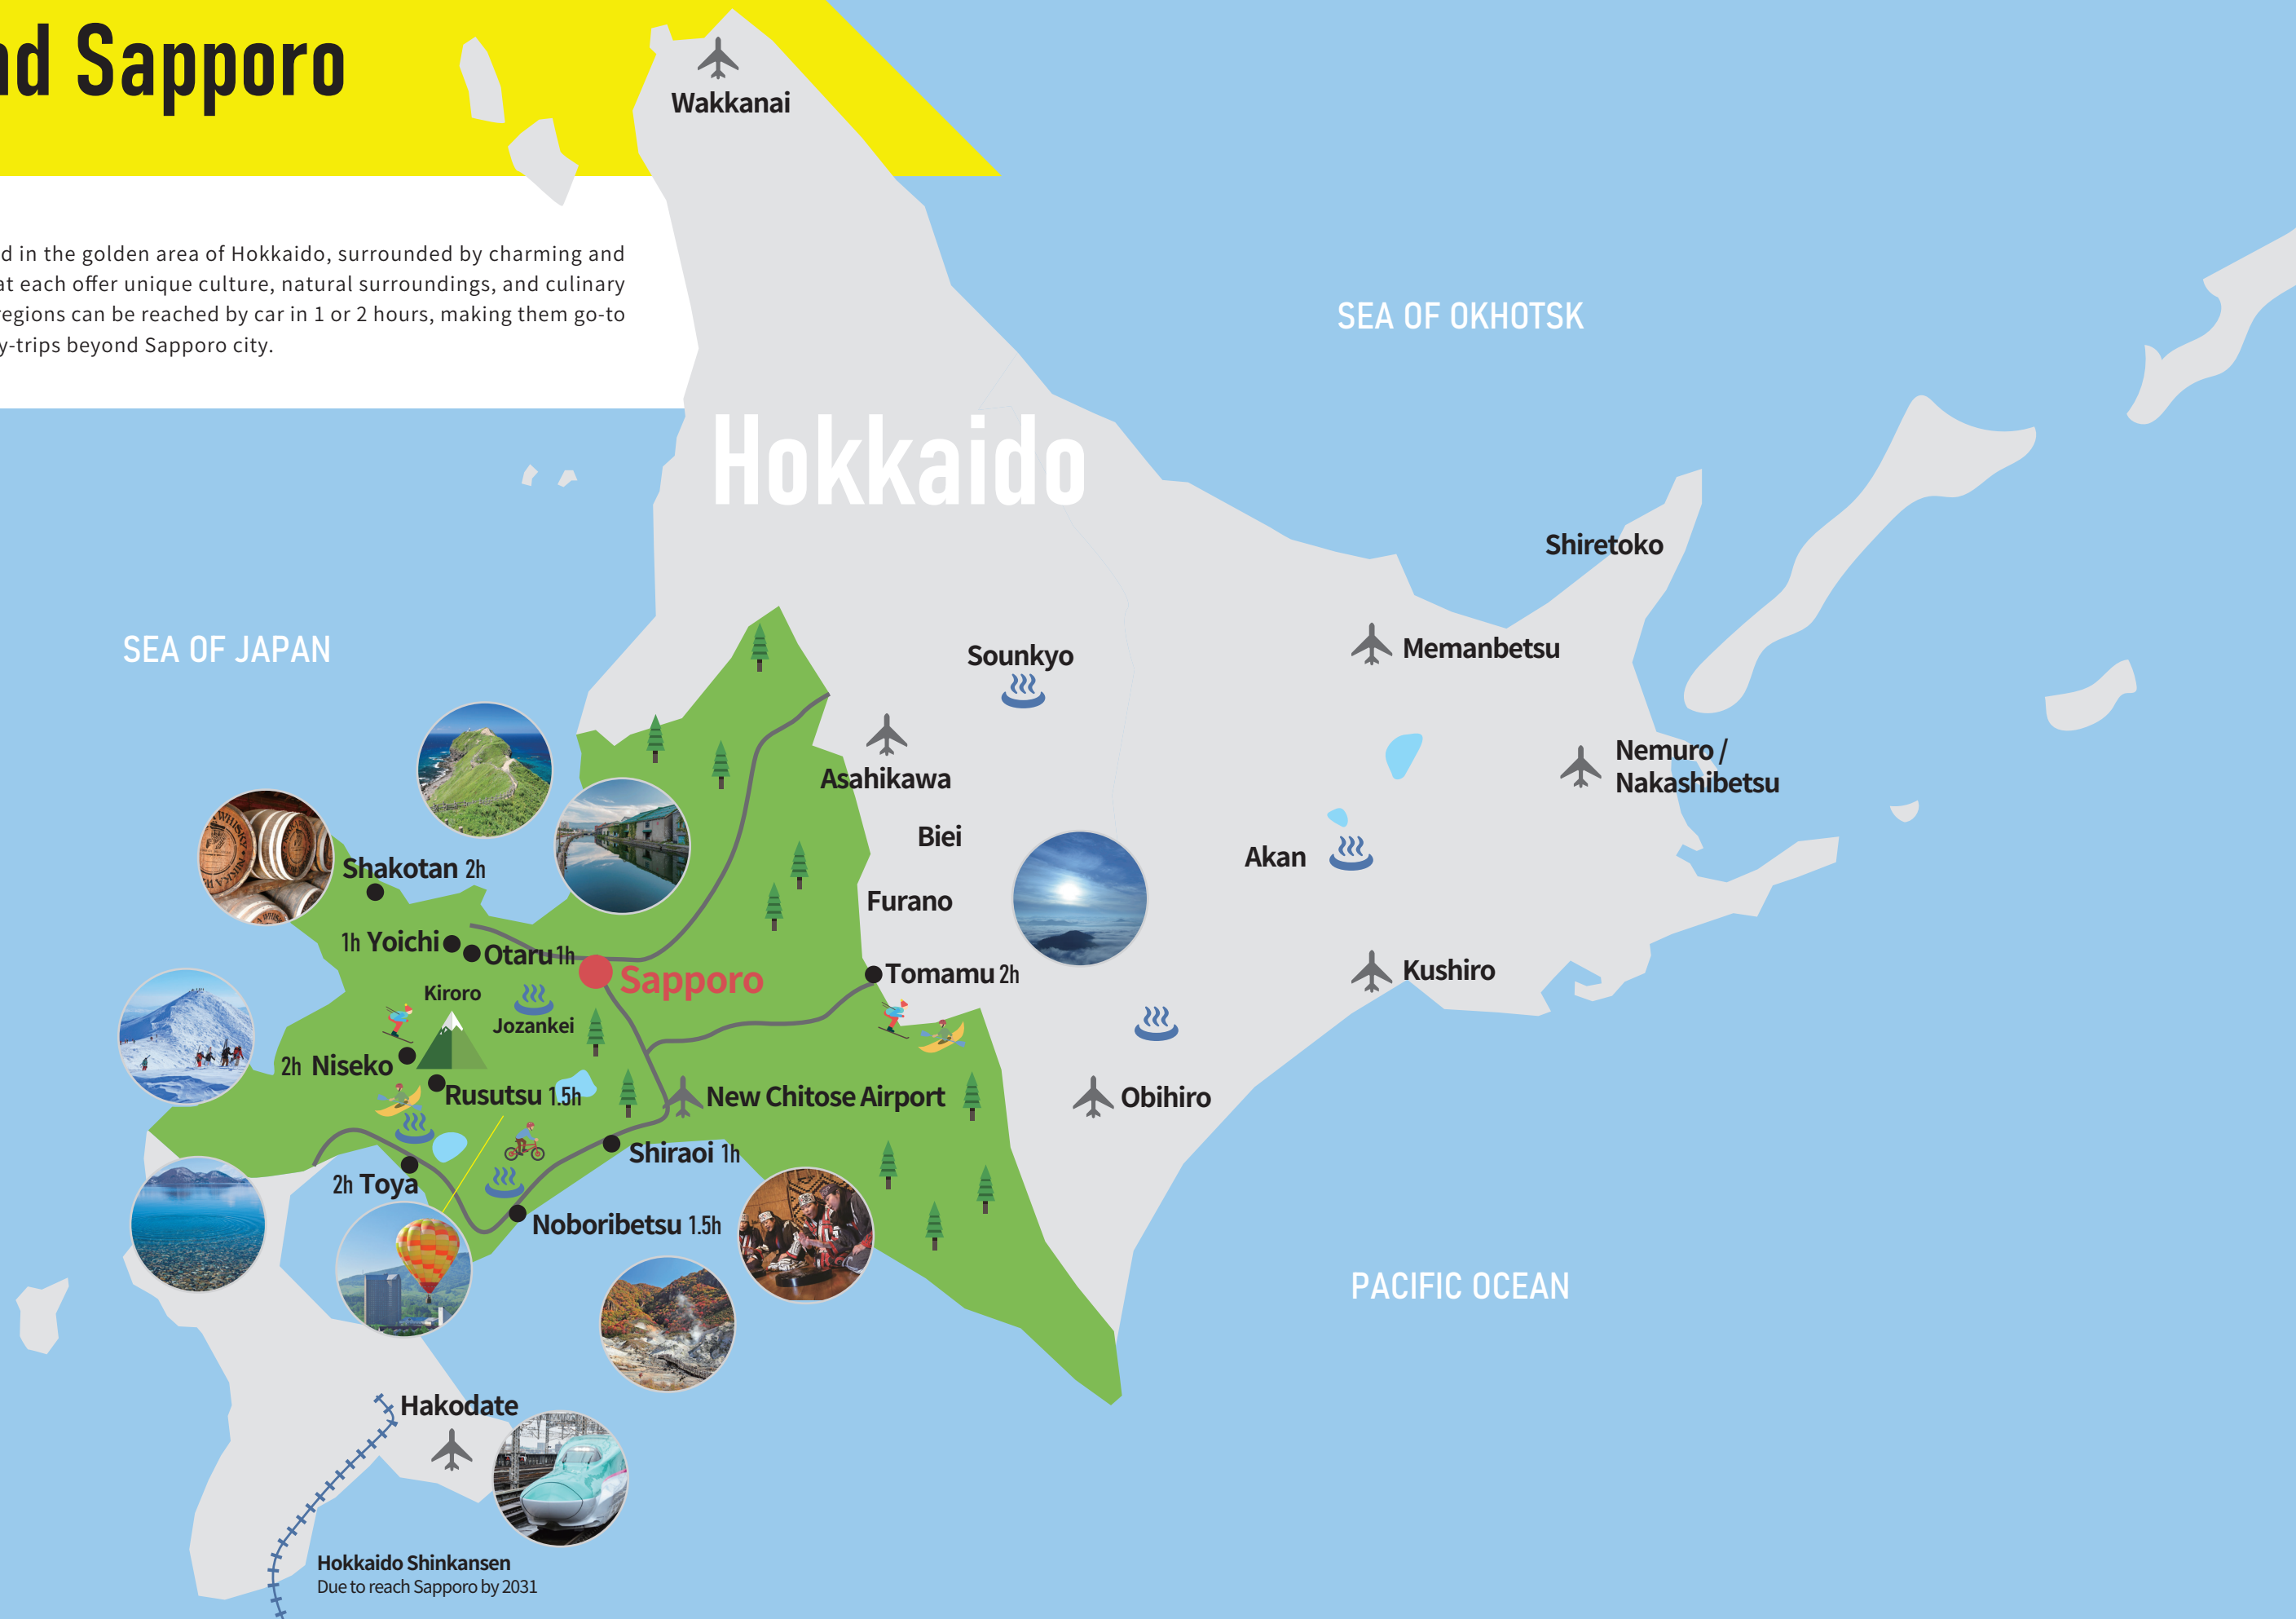 nd Sapporo
d in the golden area of Hokkaido, surrounded by charming and
at each offer unique culture, natural surroundings, and culinary
regions can be reached by car in 1 or 2 hours, making them go-to
y-trips beyond Sapporo city.
Wakkanai
SEA OF OKHOTSK
Hokkaido
Shiretoko
SEA OF JAPAN
Sounkyo
Memanbetsu
Asahikawa
Nemuro /
Nakashibetsu
Biei
Akan
Shakotan 2h
WHISKY
Furano
1h Yoichi
Otaru 1h
Sapporo
Tomamu 2h
Kushiro
Kiroro
Jozankei
2h Niseko
Rusutsu 1.5h
New Chitose Airport
Obihiro
Shiraoi 1h
2h Toya
Noboribetsu 1.5h
PACIFIC OCEAN
Hakodate
Hokkaido Shinkansen
Due to reach Sapporo by 2031